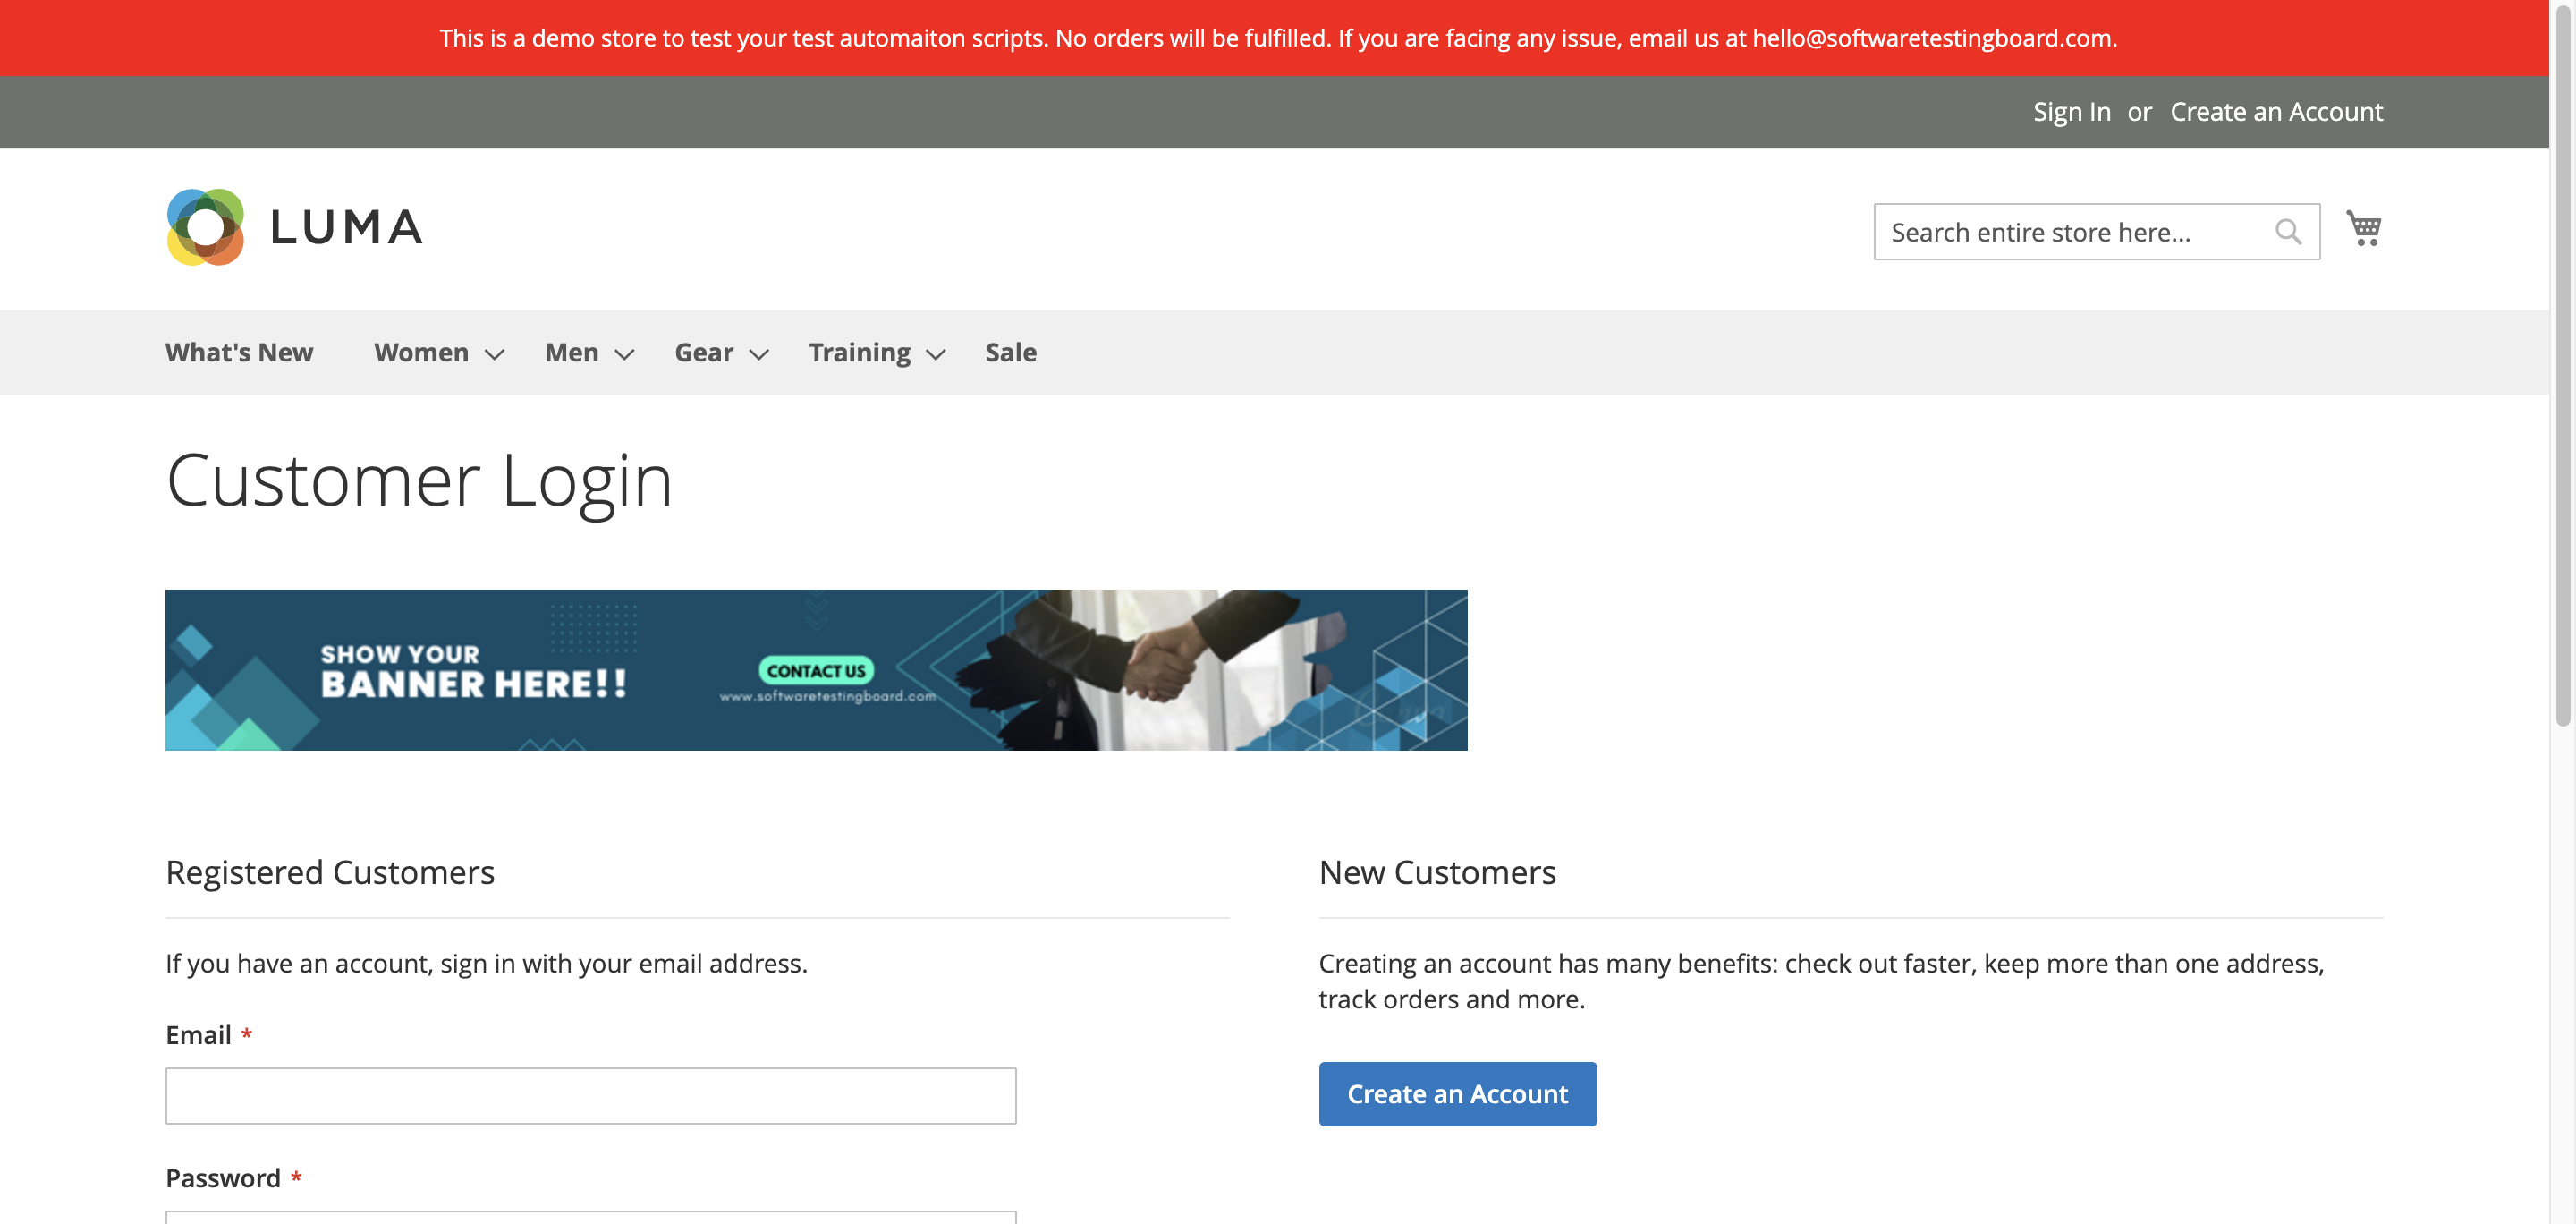 This is a demo store to test your test automaiton scripts. No orders will be fulfilled. If you are facing any issue, email us at hello@softwaretestingboard.com.
Sign In or Create an Account
LUMA
Search entire store here...
What's New Women Men Gear Training Sale
Customer Login
SHOW YOUR
BANNER HERE!!
CONTACT US
www.softwaretestingboard.com
Registered Customers
If you have an account, sign in with your email address.
Email *
Password *
New Customers
Creating an account has many benefits: check out faster, keep more than one address,
track orders and more.
Create an Account